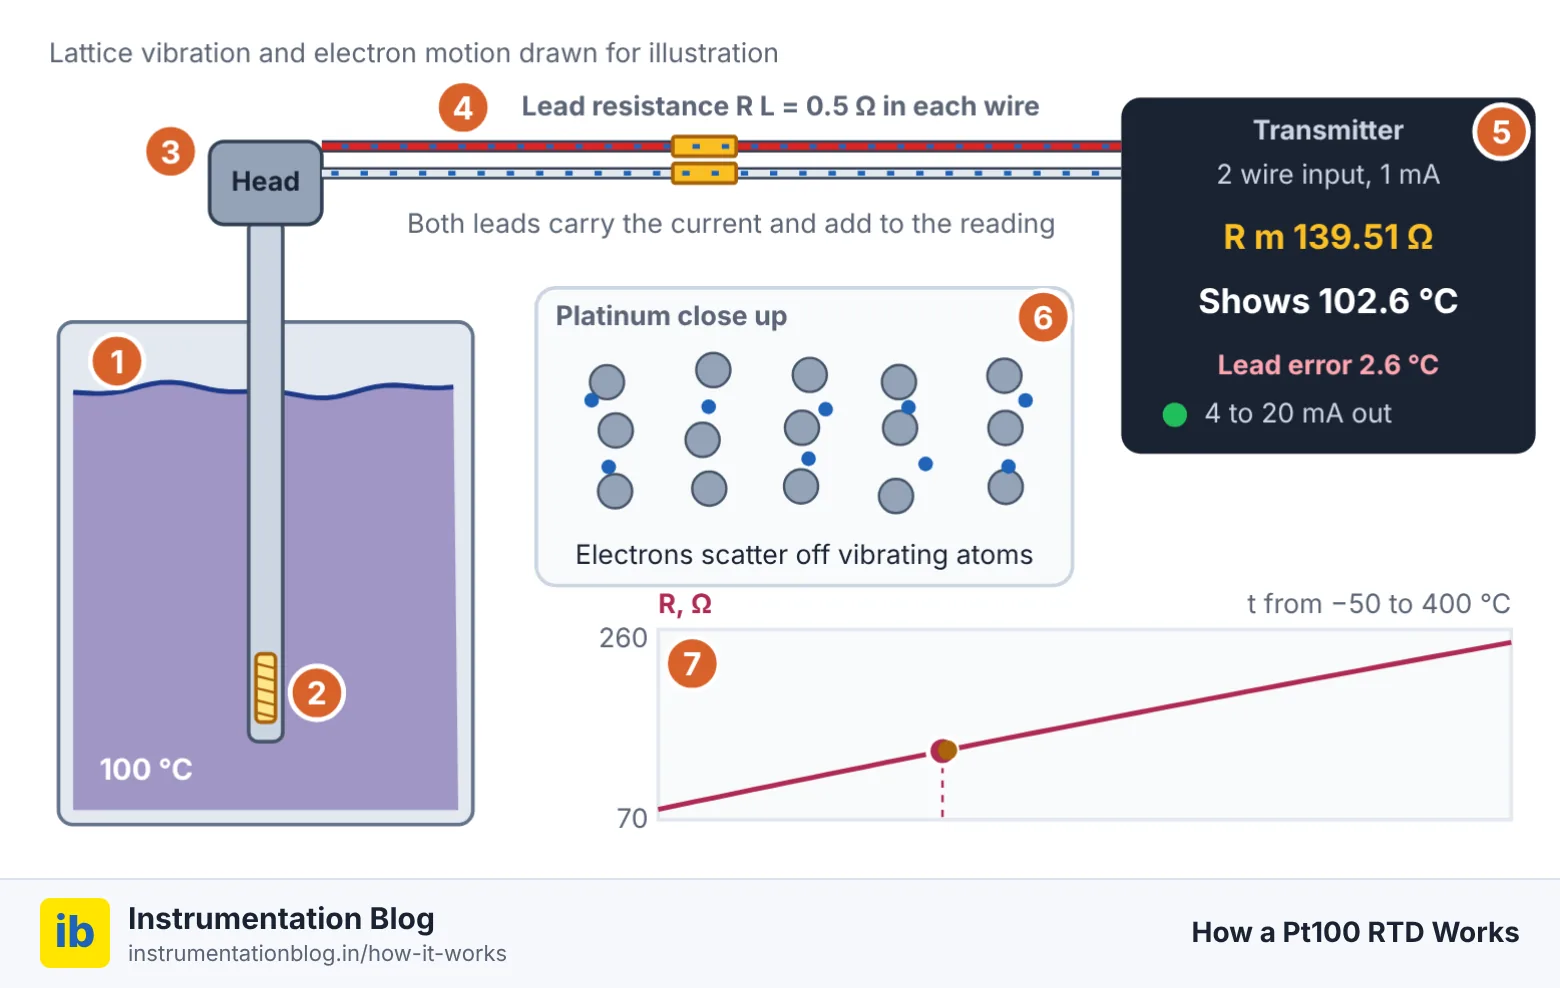 Lattice vibration and electron motion drawn for illustration
4
Lead resistance R L = 0.5 Ω in each wire
3
Head
Both leads carry the current and add to the reading
Transmitter
5
2 wire input, 1 mA
R m 139.51 Ω
Shows 102.6 °C
Lead error 2.6 °C
4 to 20 mA out
1
2
100 °C
Platinum close up
6
Electrons scatter off vibrating atoms
R, Ω
t from −50 to 400 °C
260
7
70
ib
Instrumentation Blog
instrumentationblog.in/how-it-works
How a Pt100 RTD Works